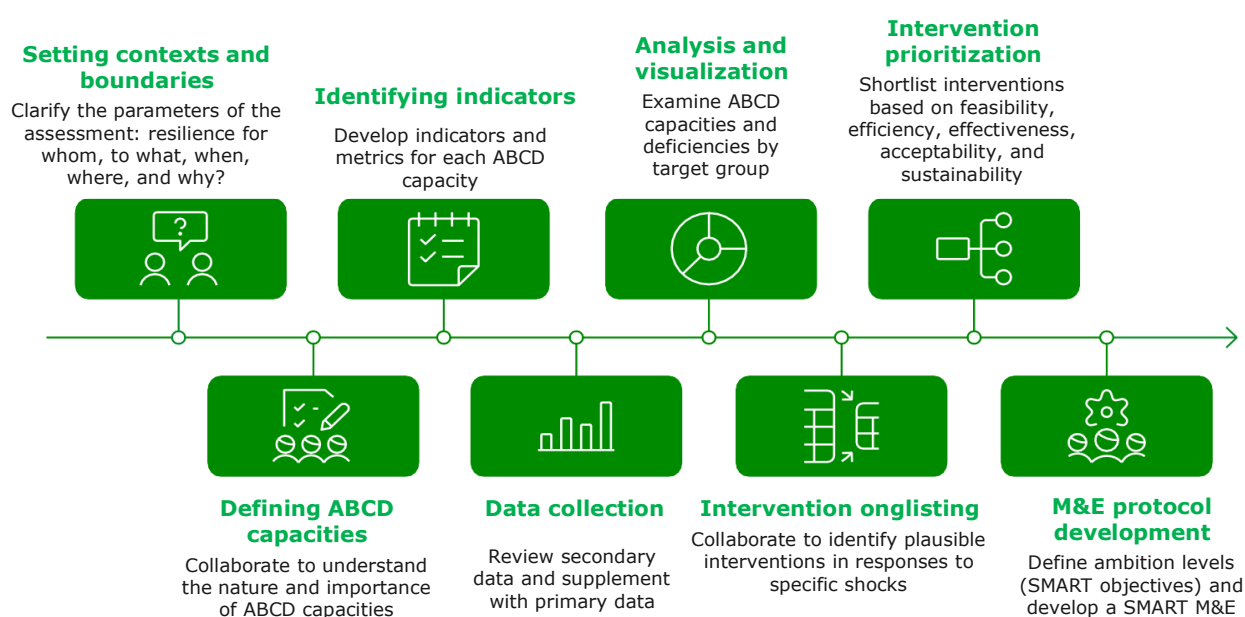 Setting contexts and
boundaries
Clarify the parameters of the
assessment: resilience for
whom, to what, when,
where, and why?
Defining ABCD
capacities
Collaborate to understand
the nature and importance
of ABCD capacities
Identifying indicators
Develop indicators and
metrics for each ABCD
capacity
Data collection
Review secondary
data and supplement
with primary data
Analysis and
visualization
Examine ABCD
capacities and
deficiencies by
target group
Intervention onglisting
Collaborate to identify plausible
interventions in responses to
specific shocks
Intervention
prioritization
Shortlist interventions
based on feasibility,
efficiency, effectiveness,
acceptability, and
sustainability
M&E protocol
development
Define ambition levels
(SMART objectives) and
develop a SMART M&E
?